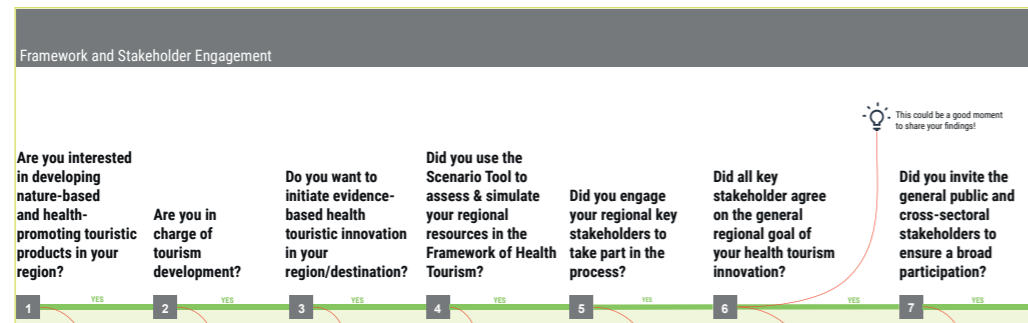 Framework and Stakeholder Engagement
This could be a good moment
to share your findings!
Are you interested
in developing
nature-based
and health-
promoting touristic
products in your
region?
Are you in
charge of
tourism
development?
Do you want to
initiate evidence-
based health
touristic innovation
in your
region/destination?
Did you use the
Scenario Tool to
assess & simulate
your regional
resources in the
Framework of Health
Tourism?
Did you engage
your regional key
stakeholders to
take part in the
process?
Did all key
stakeholder agree
on the general
regional goal of
your health tourism
innovation?
Did you invite the
general public and
cross-sectoral
stakeholders to
ensure a broad
participation?
1 YES 2 YES 3 YES 4 YES 5 YES 6 YES 7 YES